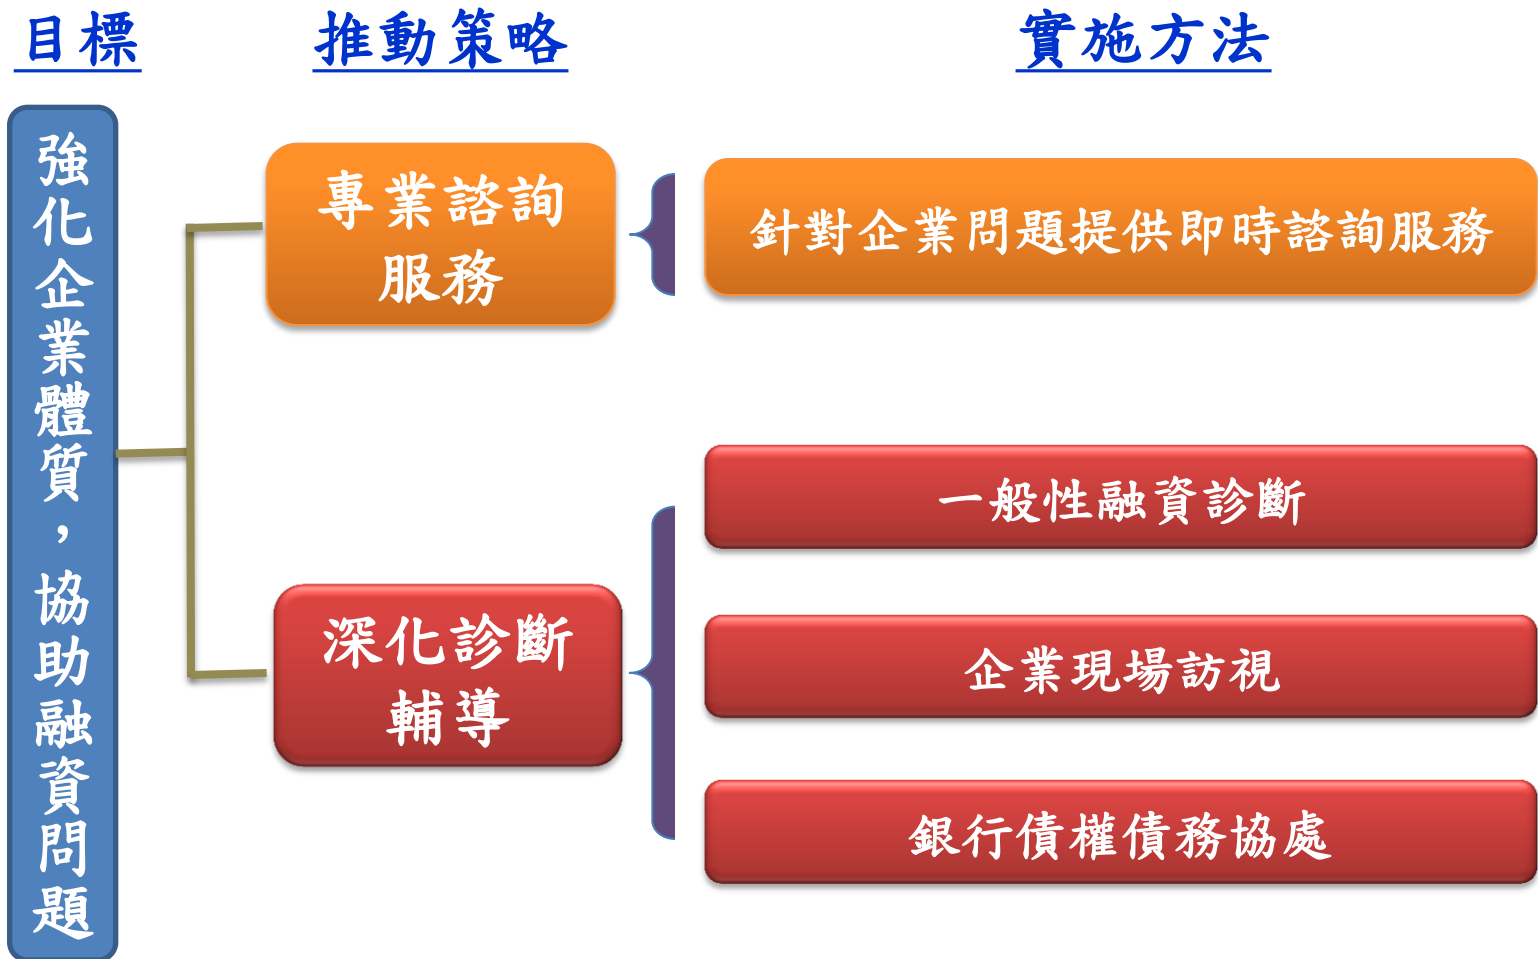 目標
推動策略
實施方法
強化企業體質，協助融資問題
專業諮詢
服務
針對企業問題提供即時諮詢服務
深化診斷
輔導
一般性融資診斷
企業現場訪視
銀行債權債務協處